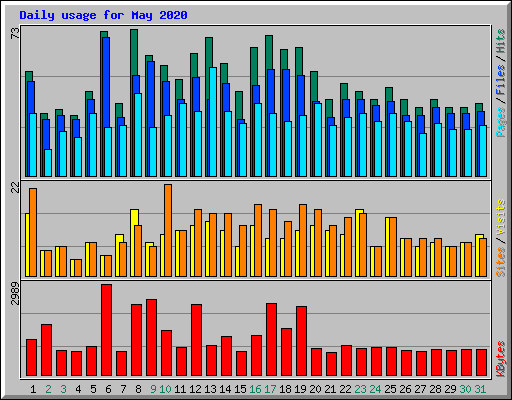 Daily usage for May 2020
73
Pages/Files/Hits
22
Sites/Visits
2989
KBytes
1 2 3 4 5 6 7 8 9 10 11 12 13 14 15 16 17 18 19 20 21 22 23 24 25 26 27 28 29 30 31